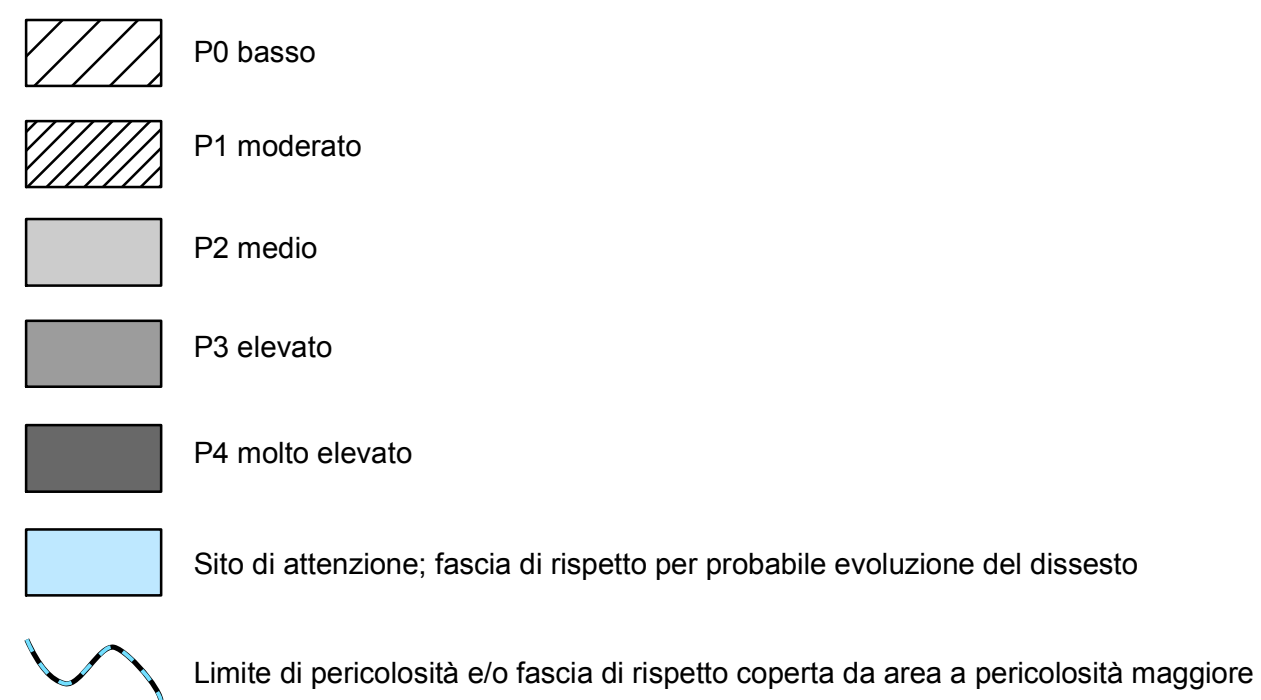 P0 basso
P1 moderato
P2 medio
P3 elevato
P4 molto elevato
Sito di attenzione; fascia di rispetto per probabile evoluzione del dissesto
Limite di pericolosità e/o fascia di rispetto coperta da area a pericolosità maggiore